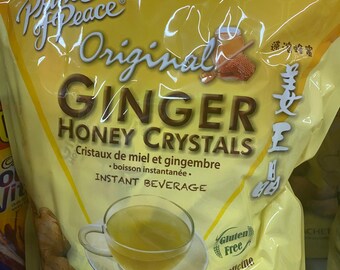 Prince
of Peace
Original
GINGER
HONEY CRYSTALS
Cristaux de miel et gingembre
• boisson instantanée •
INSTANT BEVERAGE
Gluten
Free
姜王晶